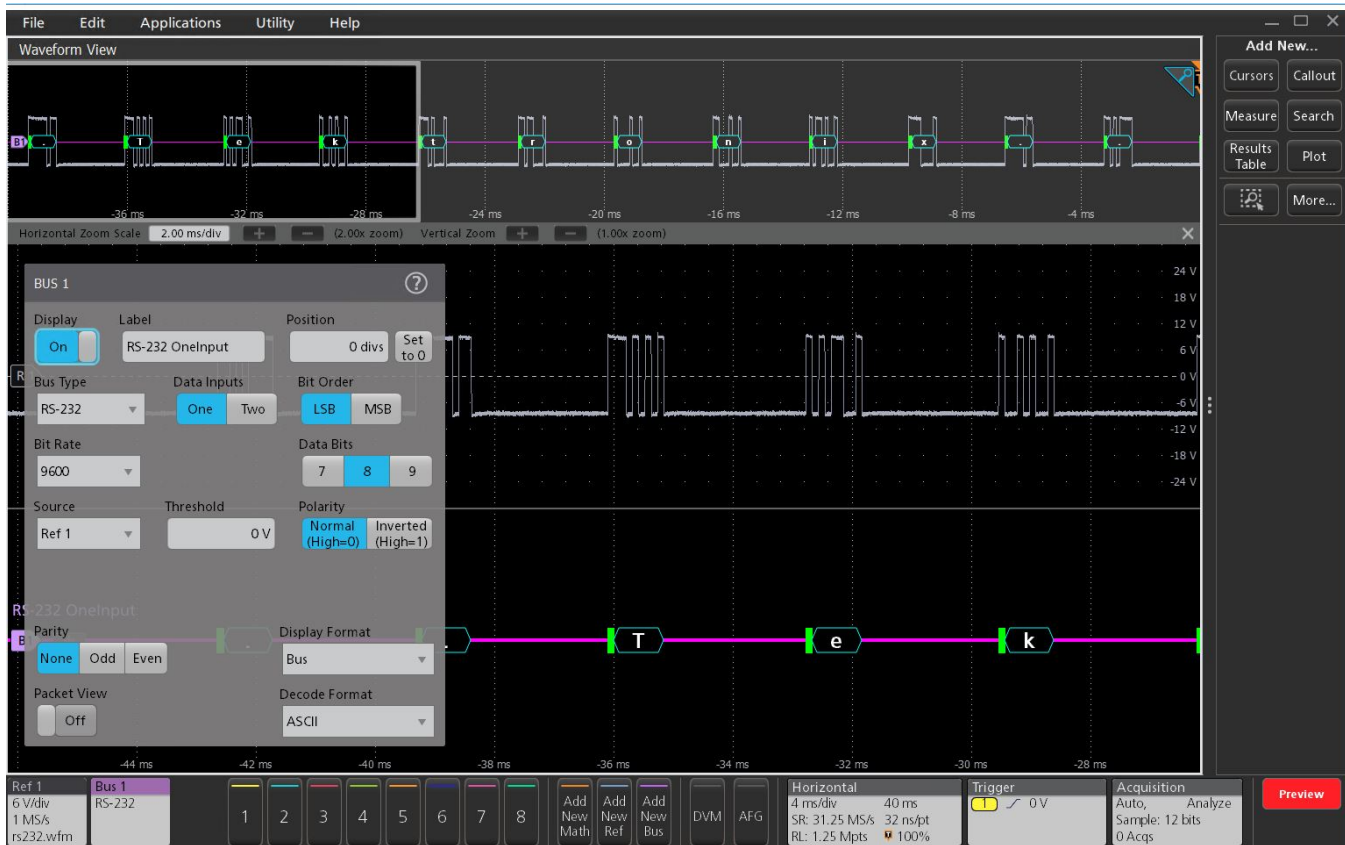 File Edit Applications Utility Help
Waveform View
Add New...
Cursors Callout
Measure Search
Results Table Plot
More...
B1 . T e k t r o n i x . .
-36 ms -32 ms -28 ms -24 ms -20 ms -16 ms -12 ms -8 ms -4 ms
Horizontal Zoom Scale 2.00 ms/div + − (2.00x zoom) Vertical Zoom + − (1.00x zoom) ×
24 V
18 V
12 V
6 V
0 V
-6 V
-12 V
-18 V
-24 V
BUS 1 ?
Display Label Position
On RS-232 OneInput 0 divs Set to 0
R
Bus Type Data Inputs Bit Order
RS-232 One Two LSB MSB
Bit Rate Data Bits
9600 7 8 9
Source Threshold Polarity
Ref 1 0 V Normal (High=0) Inverted (High=1)
RS-232 OneInput
B
Parity Display Format
None Odd Even Bus
. . T e k
Packet View Decode Format
Off ASCII
-44 ms -42 ms -40 ms -38 ms -36 ms -34 ms -32 ms -30 ms -28 ms
Ref 1
6 V/div
1 MS/s
rs232.wfm
Bus 1
RS-232
1 2 3 4 5 6 7 8
Add New Math
Add New Ref
Add New Bus
DVM AFG
Horizontal
4 ms/div 40 ms
SR: 31.25 MS/s 32 ns/pt
RL: 1.25 Mpts 100%
Trigger
1 0 V
Acquisition
Auto, Analyze
Sample: 12 bits
0 Acqs
Preview